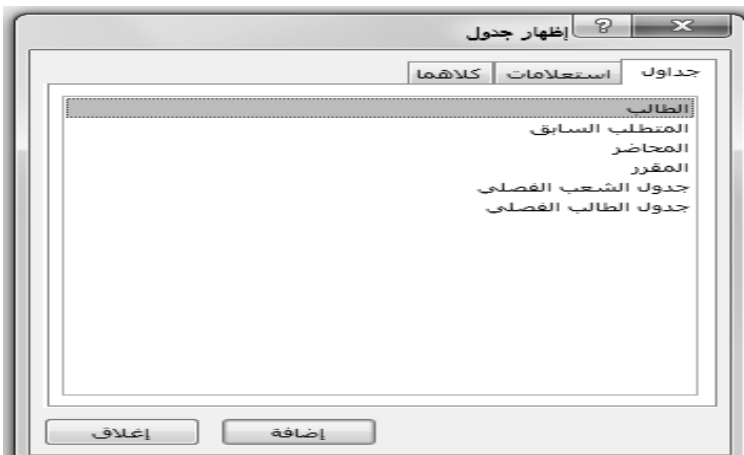 إظهار جدول
جداول استعلامات كلاهما
الطالب
المتطلب السابق
المحاضر
المقرر
جدول الشعب الفصلي
جدول الطالب الفصلي
إضافة إغلاق